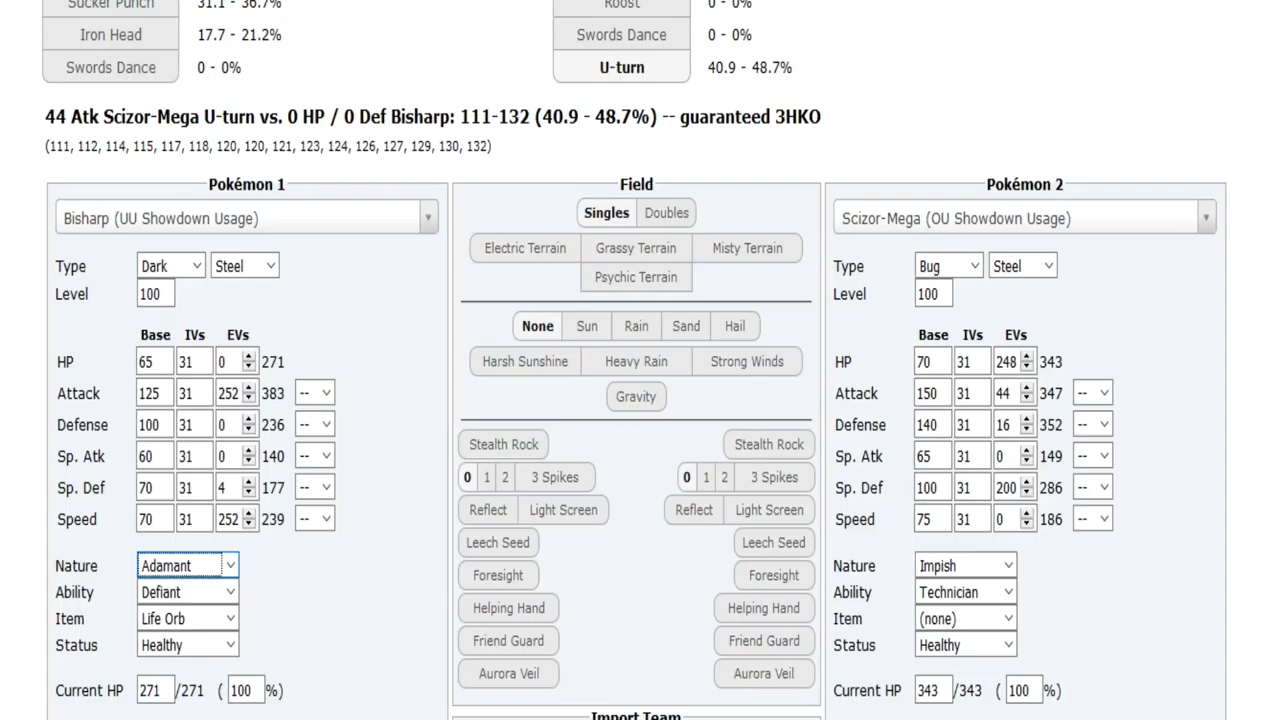 Sucker Punch 31.1 - 36.7% Roost 0 - 0%
Iron Head 17.7 - 21.2% Swords Dance 0 - 0%
Swords Dance 0 - 0% U-turn 40.9 - 48.7%
44 Atk Scizor-Mega U-turn vs. 0 HP / 0 Def Bisharp: 111-132 (40.9 - 48.7%) -- guaranteed 3HKO
(111, 112, 114, 115, 117, 118, 120, 120, 121, 123, 124, 126, 127, 129, 130, 132)
Pokémon 1
Bisharp (UU Showdown Usage)
Type Dark Steel
Level 100
Base IVs EVs
HP 65 31 0 271
Attack 125 31 252 383 --
Defense 100 31 0 236 --
Sp. Atk 60 31 0 140 --
Sp. Def 70 31 4 177 --
Speed 70 31 252 239 --
Nature Adamant
Ability Defiant
Item Life Orb
Status Healthy
Current HP 271 /271 ( 100 %)
Field
Singles Doubles
Electric Terrain Grassy Terrain Misty Terrain
Psychic Terrain
None Sun Rain Sand Hail
Harsh Sunshine Heavy Rain Strong Winds
Gravity
Stealth Rock Stealth Rock
0 1 2 3 Spikes 0 1 2 3 Spikes
Reflect Light Screen Reflect Light Screen
Leech Seed Leech Seed
Foresight Foresight
Helping Hand Helping Hand
Friend Guard Friend Guard
Aurora Veil Aurora Veil
Import Team
Pokémon 2
Scizor-Mega (OU Showdown Usage)
Type Bug Steel
Level 100
Base IVs EVs
HP 70 31 248 343
Attack 150 31 44 347 --
Defense 140 31 16 352 --
Sp. Atk 65 31 0 149 --
Sp. Def 100 31 200 286 --
Speed 75 31 0 186 --
Nature Impish
Ability Technician
Item (none)
Status Healthy
Current HP 343 /343 ( 100 %)